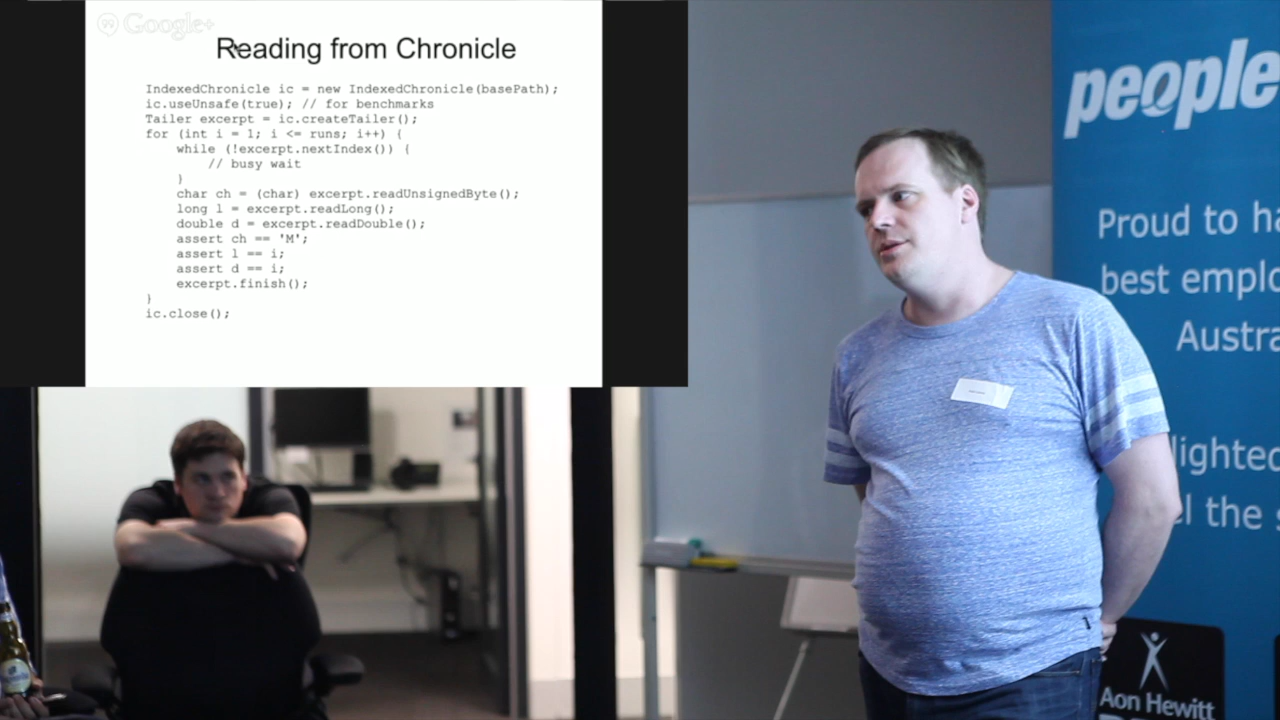 Google+
Reading from Chronicle
IndexedChronicle ic = new IndexedChronicle(basePath);
ic.useUnsafe(true); // for benchmarks
Tailer excerpt = ic.createTailer();
for (int i = 1; i <= runs; i++) {
    while (!excerpt.nextIndex()) {
        // busy wait
    }
    char ch = (char) excerpt.readUnsignedByte();
    long l = excerpt.readLong();
    double d = excerpt.readDouble();
    assert ch == 'M';
    assert l == i;
    assert d == i;
    excerpt.finish();
}
ic.close();
people
Proud to ha
best emplo
Austra
lighted
l the
Aon Hewitt